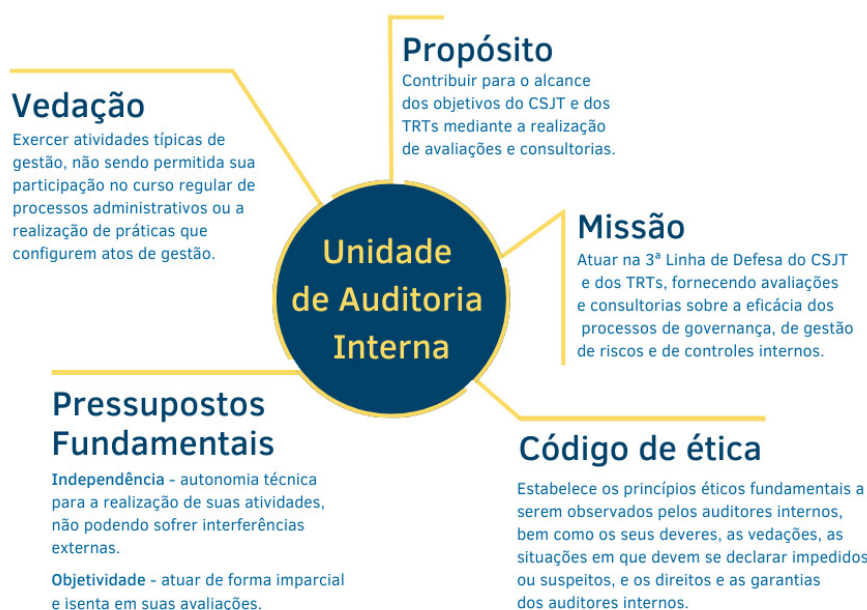 Propósito
Contribuir para o alcance
dos objetivos do CSJT e dos
TRTs mediante a realização
de avaliações e consultorias.
Vedação
Exercer atividades típicas de
gestão, não sendo permitida sua
participação no curso regular de
processos administrativos ou a
realização de práticas que
configurem atos de gestão.
Unidade
de Auditoria
Interna
Missão
Atuar na 3ª Linha de Defesa do CSJT
e dos TRTs, fornecendo avaliações
e consultorias sobre a eficácia dos
processos de governança, de gestão
de riscos e de controles internos.
Pressupostos
Fundamentais
Independência - autonomia técnica
para a realização de suas atividades,
não podendo sofrer interferências
externas.
Objetividade - atuar de forma imparcial
e isenta em suas avaliações.
Código de ética
Estabelece os princípios éticos fundamentais a
serem observados pelos auditores internos,
bem como os seus deveres, as vedações, as
situações em que devem se declarar impedidos
ou suspeitos, e os direitos e as garantias
dos auditores internos.